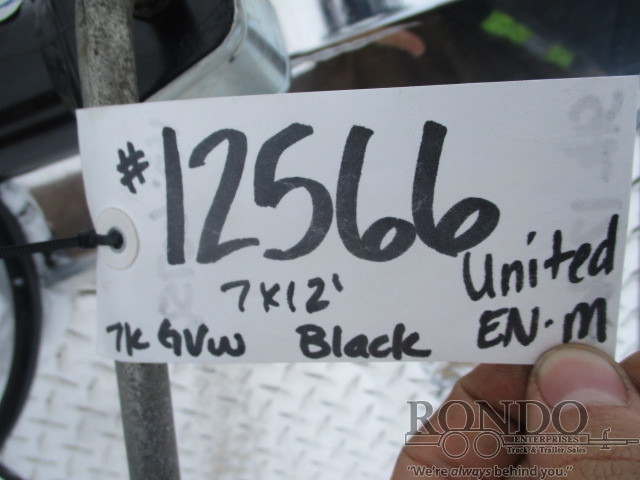 #12566
7x12'
United
7k GVW Black EN-M
RONDO
ENTERPRISES
Truck & Trailer Sales
"We're always behind you."